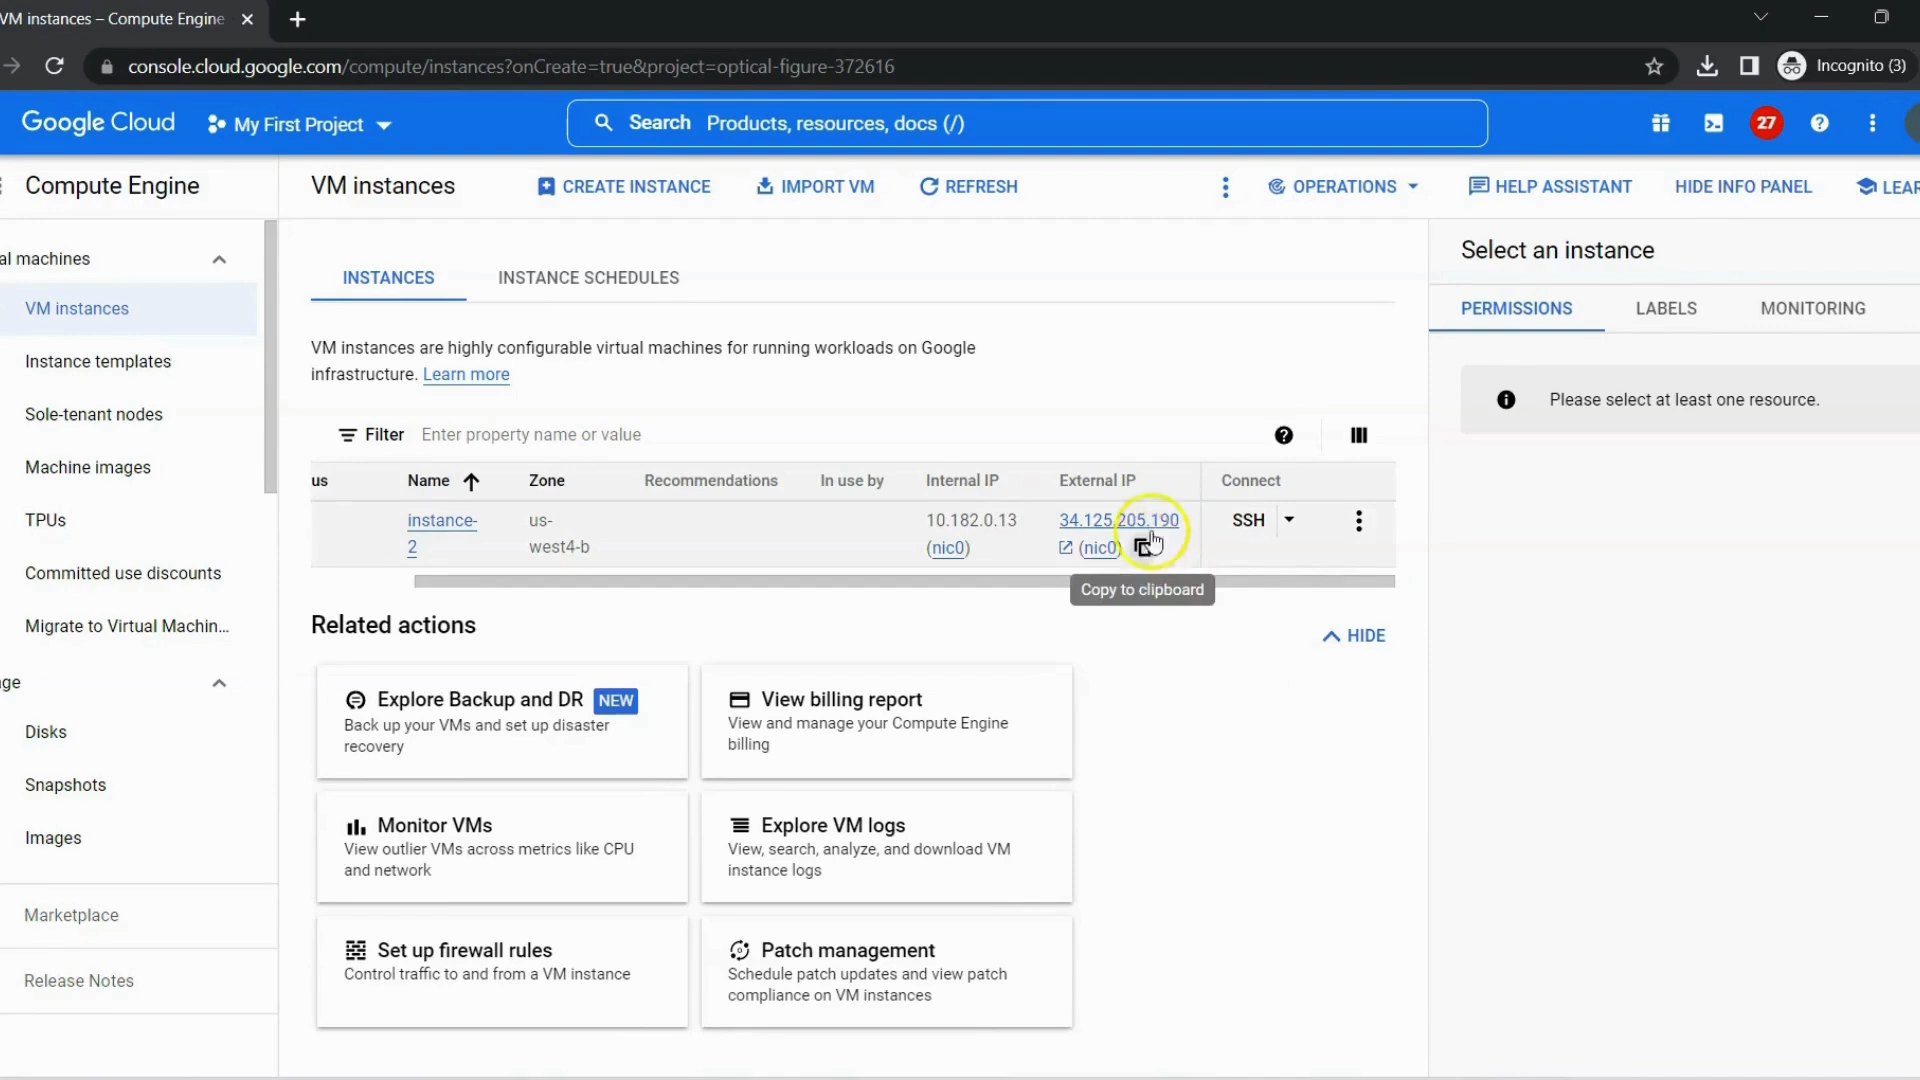 VM instances – Compute Engine
console.cloud.google.com/compute/instances?onCreate=true&project=optical-figure-372616
Incognito (3)
Google Cloud
My First Project
Search Products, resources, docs (/)
27
Compute Engine
VM instances
CREATE INSTANCE
IMPORT VM
REFRESH
OPERATIONS
HELP ASSISTANT
HIDE INFO PANEL
LEAR
al machines
VM instances
Instance templates
Sole-tenant nodes
Machine images
TPUs
Committed use discounts
Migrate to Virtual Machin...
ge
Disks
Snapshots
Images
Marketplace
Release Notes
INSTANCES
INSTANCE SCHEDULES
VM instances are highly configurable virtual machines for running workloads on Google
infrastructure. Learn more
Filter Enter property name or value
us Name Zone Recommendations In use by Internal IP External IP Connect
instance-
2
us-
west4-b
10.182.0.13
(nic0)
34.125.205.190
(nic0)
SSH
Copy to clipboard
Related actions
HIDE
Explore Backup and DR NEW
Back up your VMs and set up disaster
recovery
View billing report
View and manage your Compute Engine
billing
Monitor VMs
View outlier VMs across metrics like CPU
and network
Explore VM logs
View, search, analyze, and download VM
instance logs
Set up firewall rules
Control traffic to and from a VM instance
Patch management
Schedule patch updates and view patch
compliance on VM instances
Select an instance
PERMISSIONS
LABELS
MONITORING
Please select at least one resource.